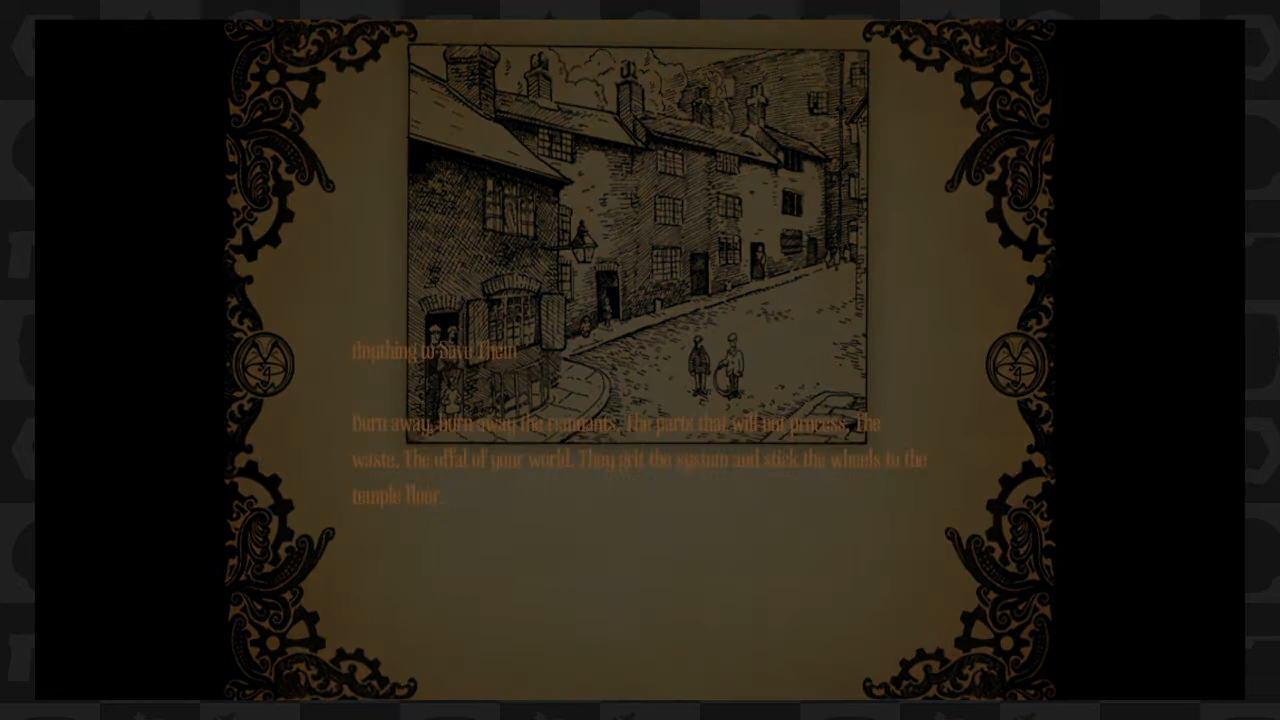 Anything to Save Them
Burn away, burn away the remnants. The parts that will not process. The
waste. The offal of your world. They grit the system and stick the wheels to the
temple floor.